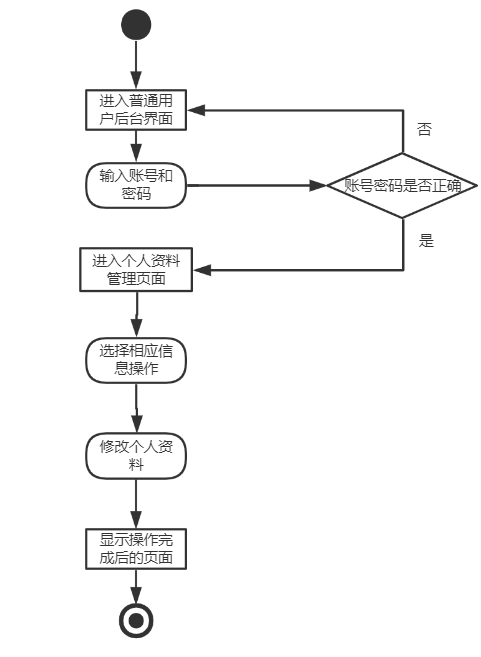 进入普通用
户后台界面
否
输入账号和
密码
账号密码是否正确
是
进入个人资料
管理页面
选择相应信
息操作
修改个人资
料
显示操作完
成后的页面